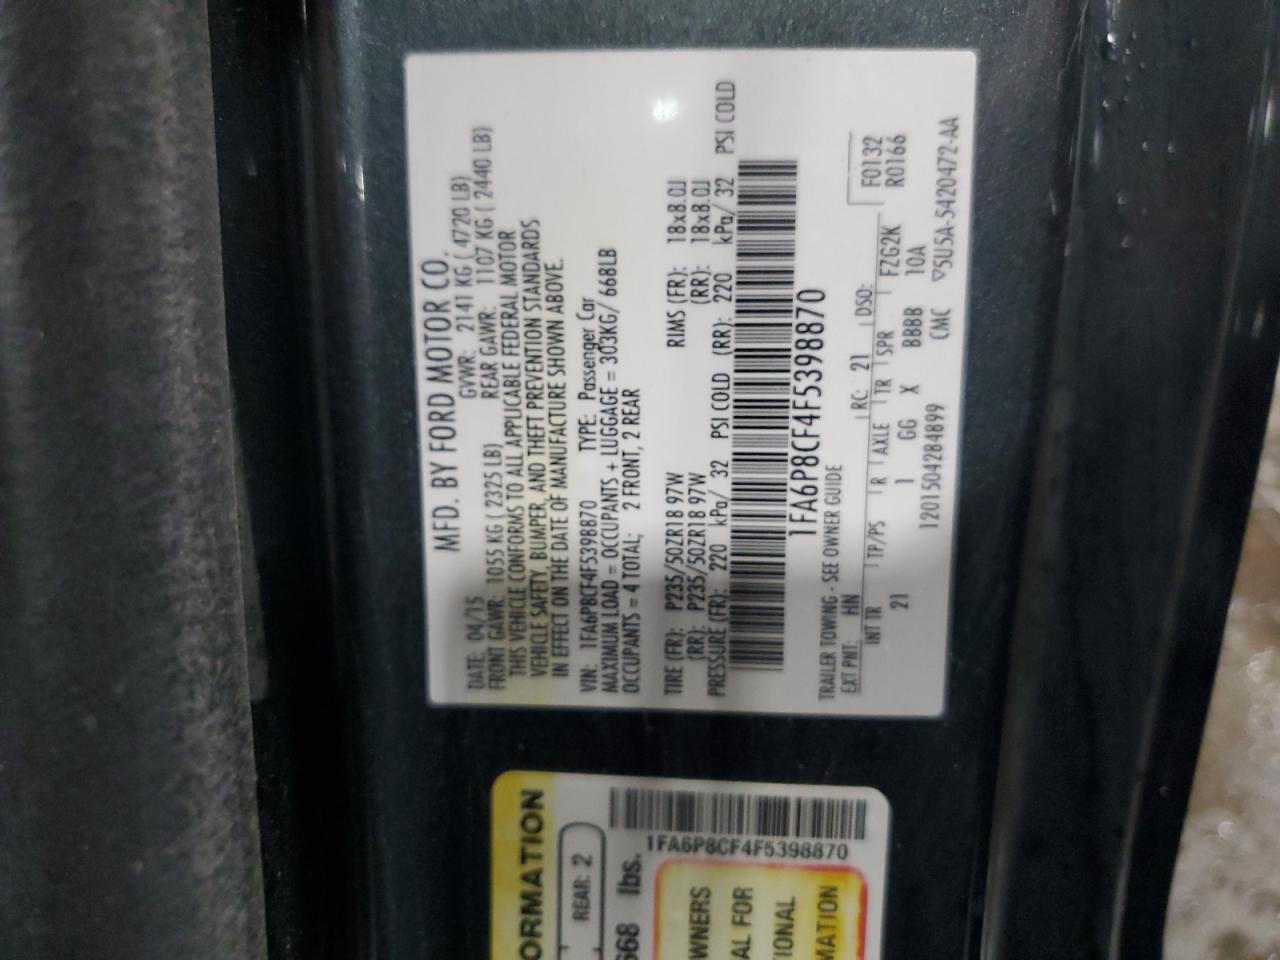 MFD. BY FORD MOTOR CO.
DATE: 04/15 GVWR: 2141 KG ( 4720 LB)
FRONT GAWR: 1055 KG ( 2325 LB) REAR GAWR: 1107 KG ( 2440 LB)
THIS VEHICLE CONFORMS TO ALL APPLICABLE FEDERAL MOTOR
VEHICLE SAFETY, BUMPER, AND THEFT PREVENTION STANDARDS
IN EFFECT ON THE DATE OF MANUFACTURE SHOWN ABOVE.
VIN: 1FA6P8CF4F5398870 TYPE: Passenger Car
MAXIMUM LOAD = OCCUPANTS + LUGGAGE = 303KG/ 668LB
OCCUPANTS = 4 TOTAL; 2 FRONT, 2 REAR
TIRE (FR): P235/50ZR18 97W RIMS (FR): 18x8.0J
(RR): P235/50ZR18 97W (RR): 18x8.0J
PRESSURE (FR): 220 kPa/ 32 PSI COLD (RR): 220 kPa/ 32 PSI COLD
1FA6P8CF4F5398870
TRAILER TOWING - SEE OWNER GUIDE
EXT PNT: HN RC: 21 DSO: F0132
INT TR TP/PS R AXLE TR SPR FZG2K R0166
21 1 GG X BBBB 10A
1201504284899 CMC ▽5U5A-5420472-AA
ORMATION
REAR: 2
668 lbs.
1FA6P8CF4F5398870
WNERS
AL FOR
IONAL
MATION